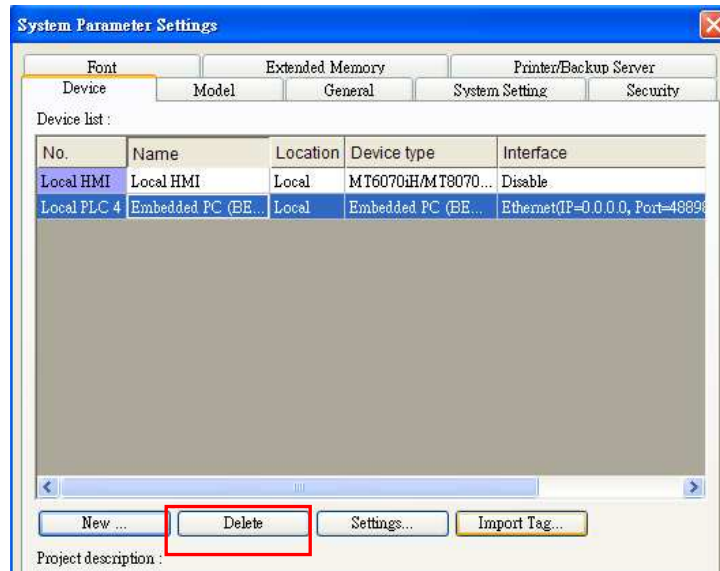 System Parameter Settings
Font Extended Memory Printer/Backup Server
Device Model General System Setting Security
Device list :
No. Name Location Device type Interface
Local HMI Local HMI Local MT6070iH/MT8070... Disable
Local PLC 4 Embedded PC (BE... Local Embedded PC (BE... Ethernet(IP=0.0.0.0, Port=48898
New ... Delete Settings... Import Tag...
Project description :